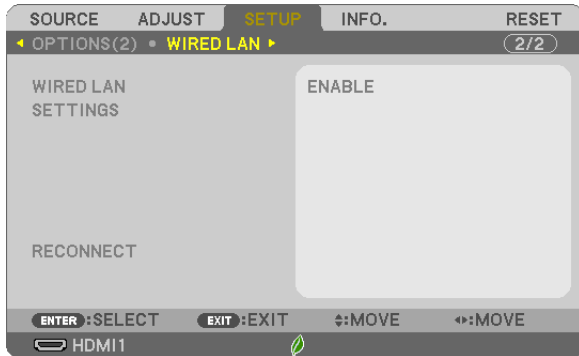 SOURCE ADJUST SETUP INFO. RESET
OPTIONS(2) • WIRED LAN 2/2
WIRED LAN ENABLE
SETTINGS
RECONNECT
ENTER :SELECT EXIT :EXIT :MOVE :MOVE
HDMI1